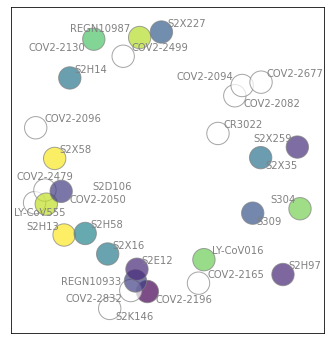 S2X227
REGN10987
COV2-2130
COV2-2499
S2H14
COV2-2094
COV2-2677
COV2-2082
COV2-2096
CR3022
S2X259
S2X58
S2X35
COV2-2479
S2D106
COV2-2050
S304
LY-CoV555
S309
S2H13
S2H58
S2X16
LY-COV016
S2E12
S2H97
REGN10933
COV2-2165
COV2-2832
COV2-2196
S2K146